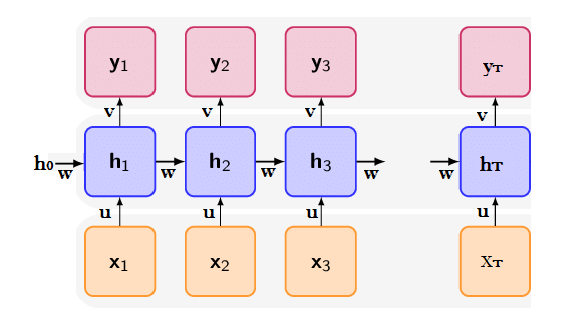 y₁ y₂ y₃ yT
v v v v
h₀ w h₁ w h₂ w h₃ w w hT
u u u u
x₁ x₂ x₃ XT